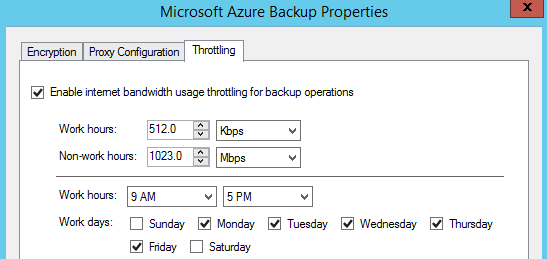 Microsoft Azure Backup Properties
x
Encryption Proxy Configuration Throttling
Enable internet bandwidth usage throttling for backup operations
Work hours: 512.0 Kbps
Non-work hours: 1023.0 Mbps
Work hours: 9 AM 5 PM
Work days: Sunday Monday Tuesday Wednesday Thursday
Friday Saturday